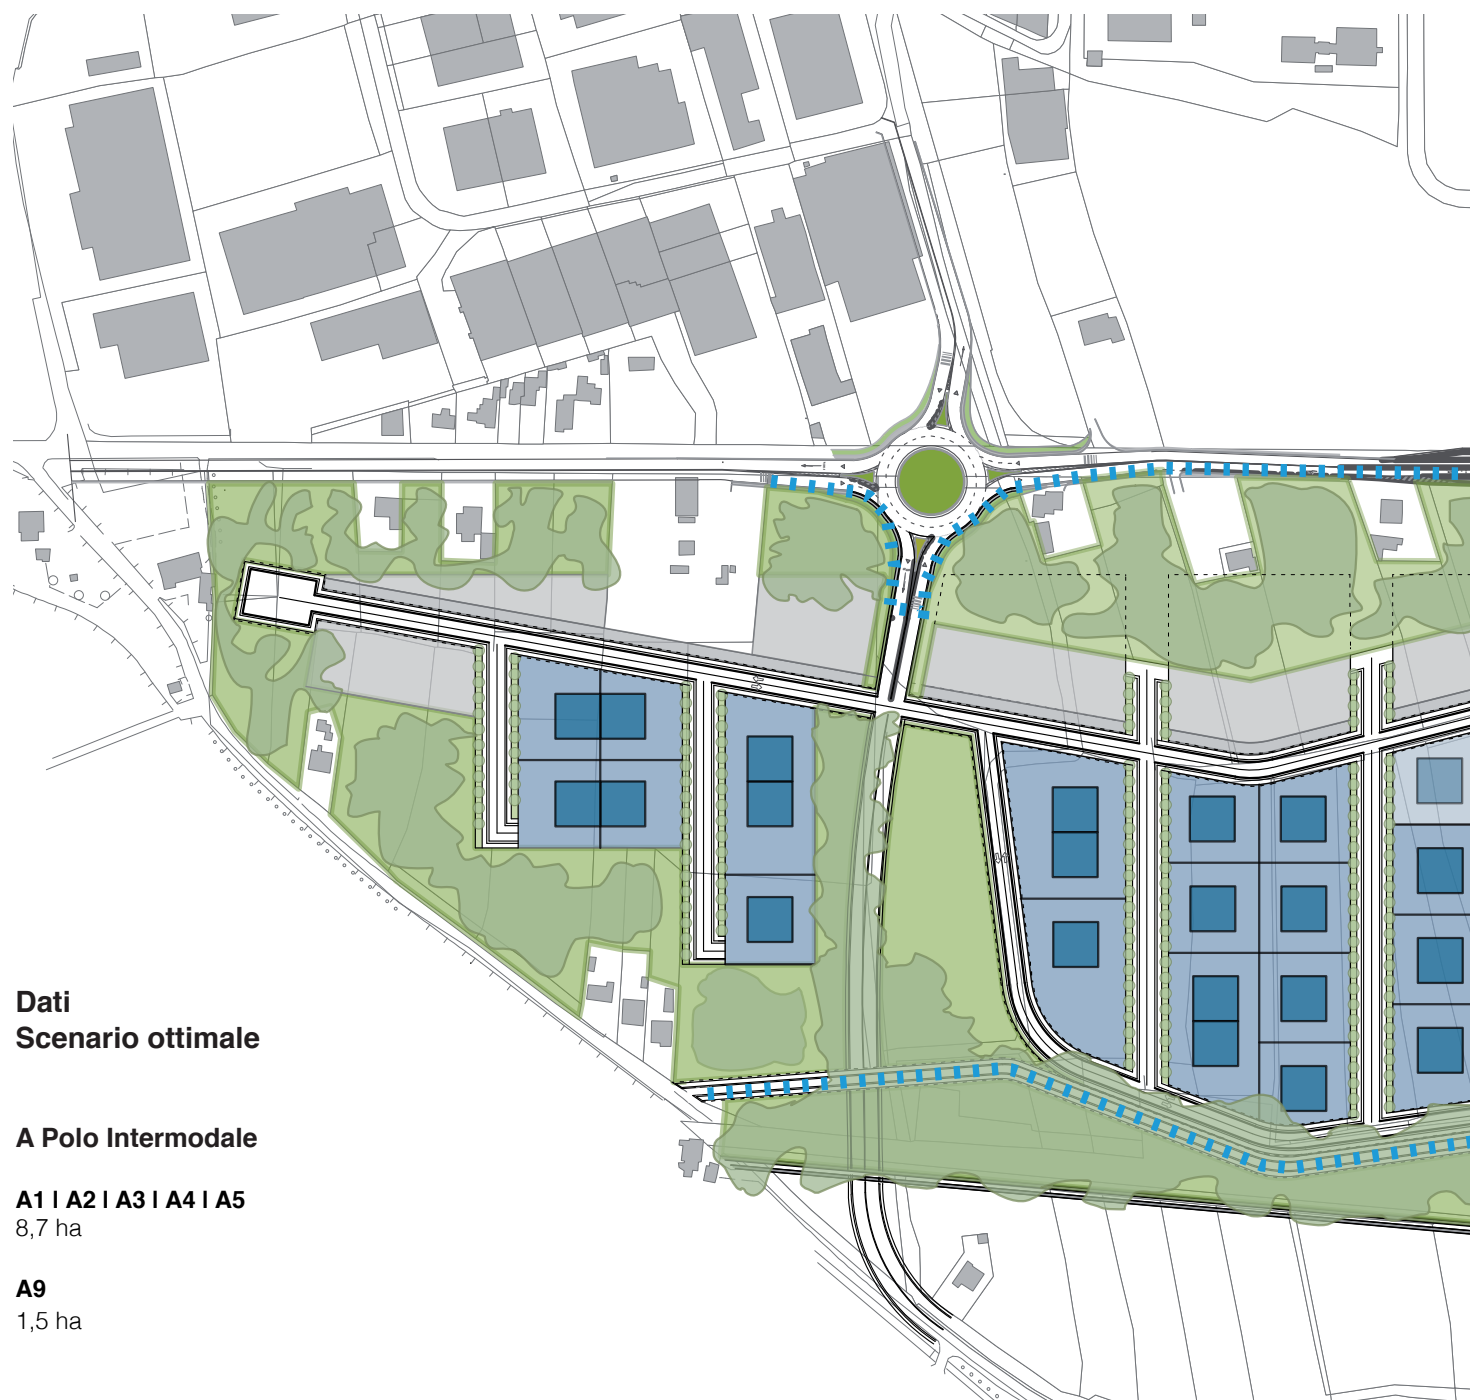 Dati
Scenario ottimale
A Polo Intermodale
A1 I A2 I A3 I A4 I A5
8,7 ha
A9
1,5 ha